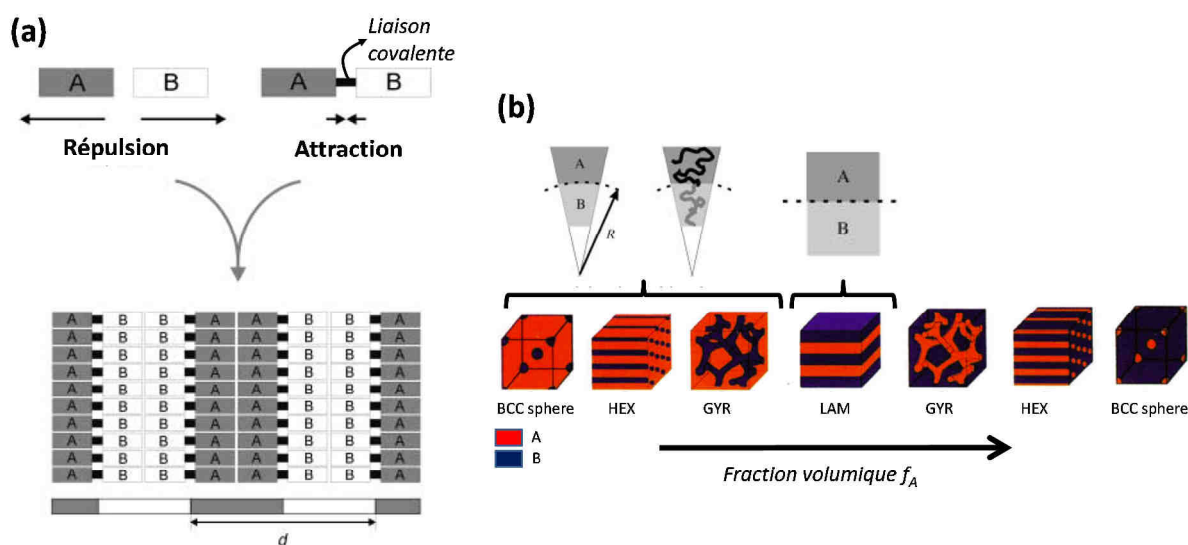 (a)
Liaison
covalente
A B A B
Répulsion Attraction
A B B A A B B A
A B B A A B B A
A B B A A B B A
A B B A A B B A
A B B A A B B A
A B B A A B B A
A B B A A B B A
A B B A A B B A
A B B A A B B A
d
(b)
A
B
R
A
B
BCC sphere HEX GYR LAM GYR HEX BCC sphere
A
B
Fraction volumique f_A